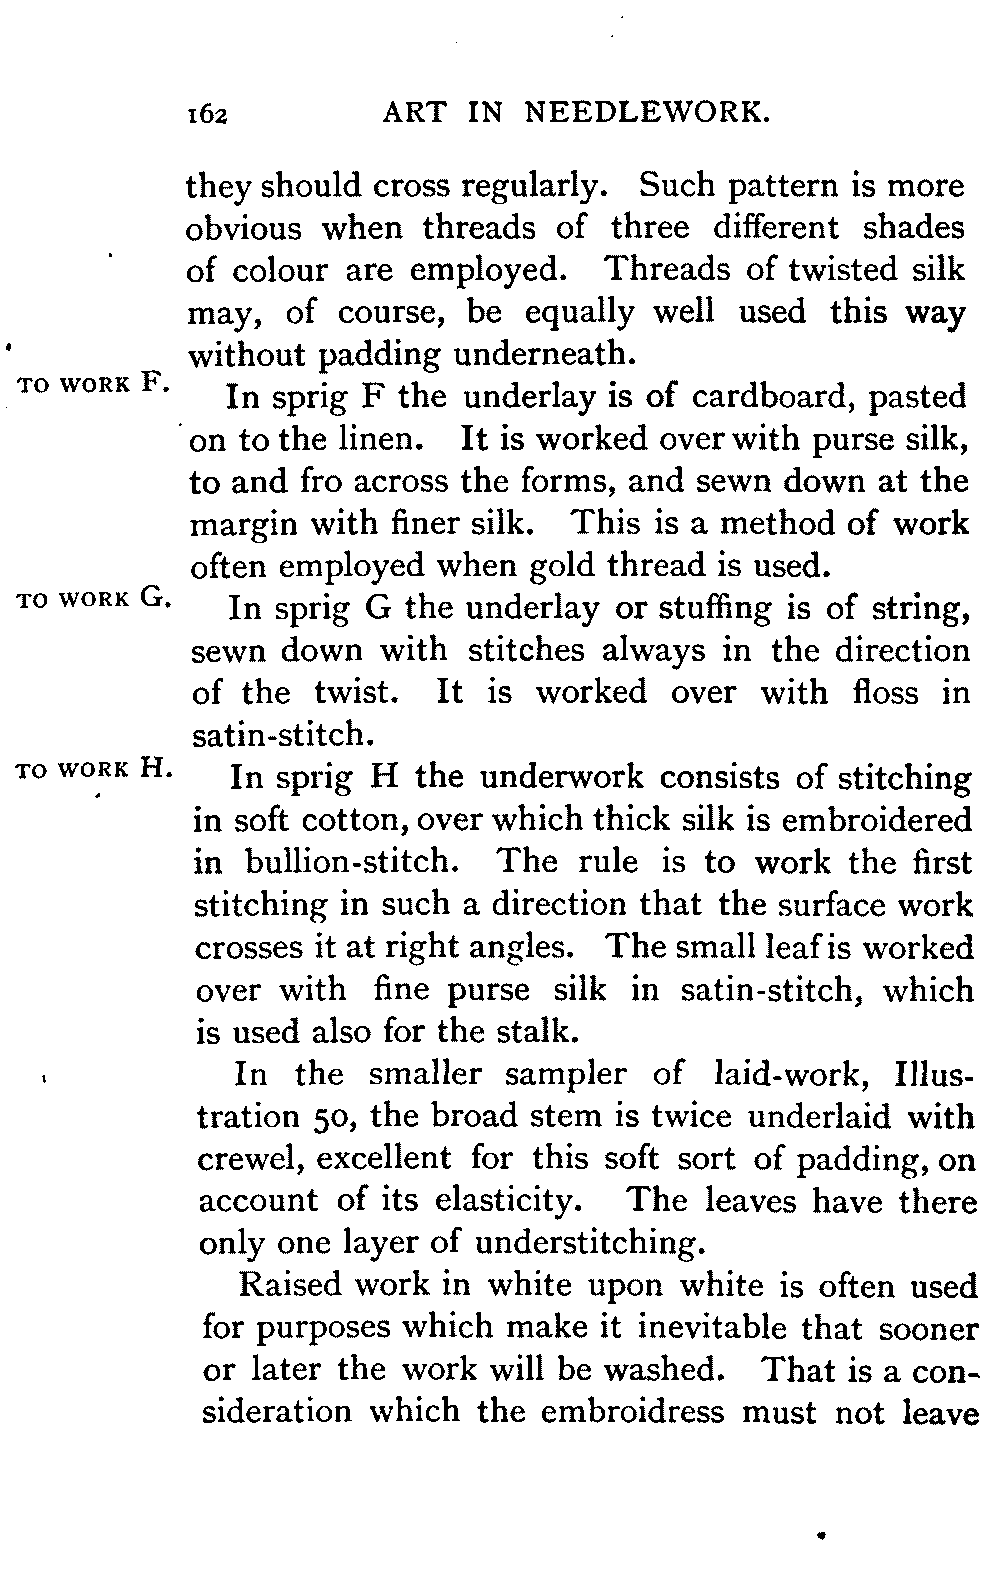 162 ART IN NEEDLEWORK.
they should cross regularly. Such pattern is more
obvious when threads of three different shades
of colour are employed. Threads of twisted silk
may, of course, be equally well used this way
without padding underneath.
TO WORK F.
In sprig F the underlay is of cardboard, pasted
on to the linen. It is worked over with purse silk,
to and fro across the forms, and sewn down at the
margin with finer silk. This is a method of work
often employed when gold thread is used.
TO WORK G.
In sprig G the underlay or stuffing is of string,
sewn down with stitches always in the direction
of the twist. It is worked over with floss in
satin-stitch.
TO WORK H.
In sprig H the underwork consists of stitching
in soft cotton, over which thick silk is embroidered
in bullion-stitch. The rule is to work the first
stitching in such a direction that the surface work
crosses it at right angles. The small leaf is worked
over with fine purse silk in satin-stitch, which
is used also for the stalk.
In the smaller sampler of laid-work, Illus-
tration 50, the broad stem is twice underlaid with
crewel, excellent for this soft sort of padding, on
account of its elasticity. The leaves have there
only one layer of understitching.
Raised work in white upon white is often used
for purposes which make it inevitable that sooner
or later the work will be washed. That is a con-
sideration which the embroidress must not leave